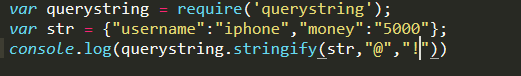 var querystring = require('querystring');
var str = {"username":"iphone","money":"5000"};
console.log(querystring.stringify(str,"@","!"))